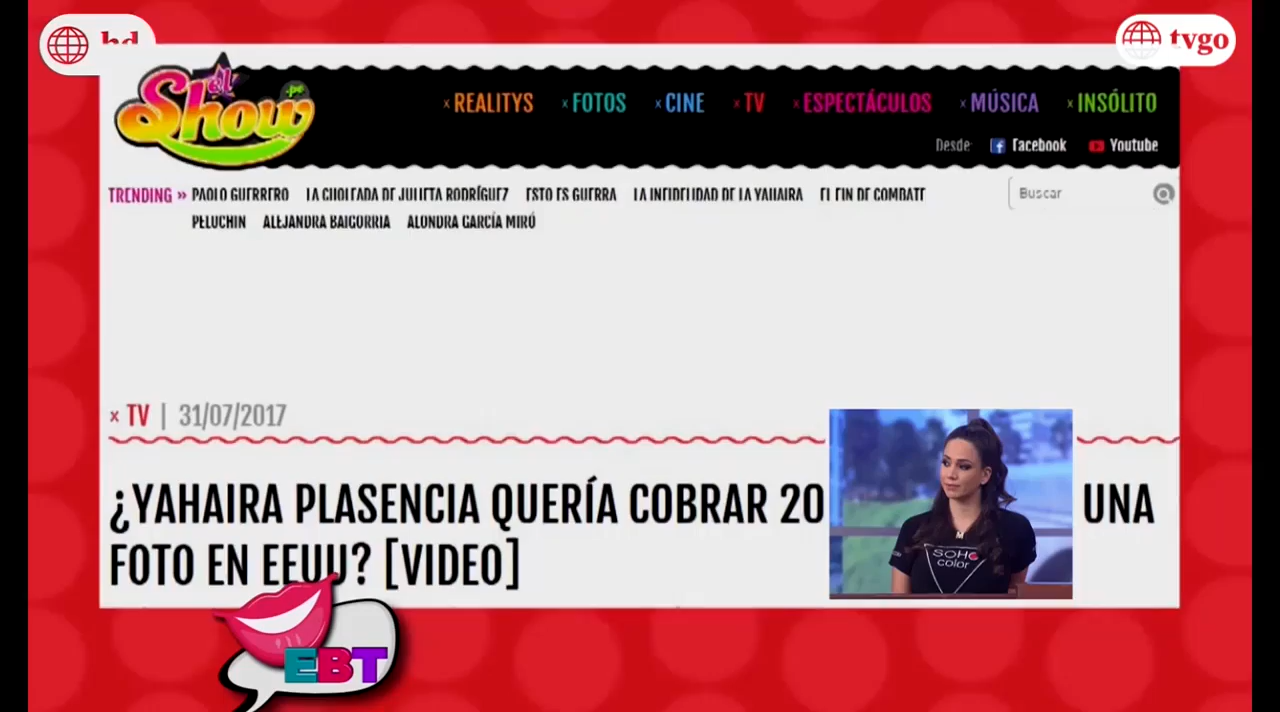 hd
tvgo
el Show .pe
× REALITYS × FOTOS × CINE × TV × ESPECTÁCULOS × MÚSICA × INSÓLITO
Desde: Facebook Youtube
TRENDING » PAOLO GUERRERO LA CHOLEADA DE JULIETA RODRÍGUEZ ESTO ES GUERRA LA INFIDELIDAD DE LA YAHAIRA EL FIN DE COMBATE
Buscar
PELUCHIN ALEJANDRA BAIGORRIA ALONDRA GARCÍA MIRÓ
× TV | 31/07/2017
¿YAHAIRA PLASENCIA QUERÍA COBRAR 20 UNA
FOTO EN EEUU? [VIDEO]
SOHO
color
EBT